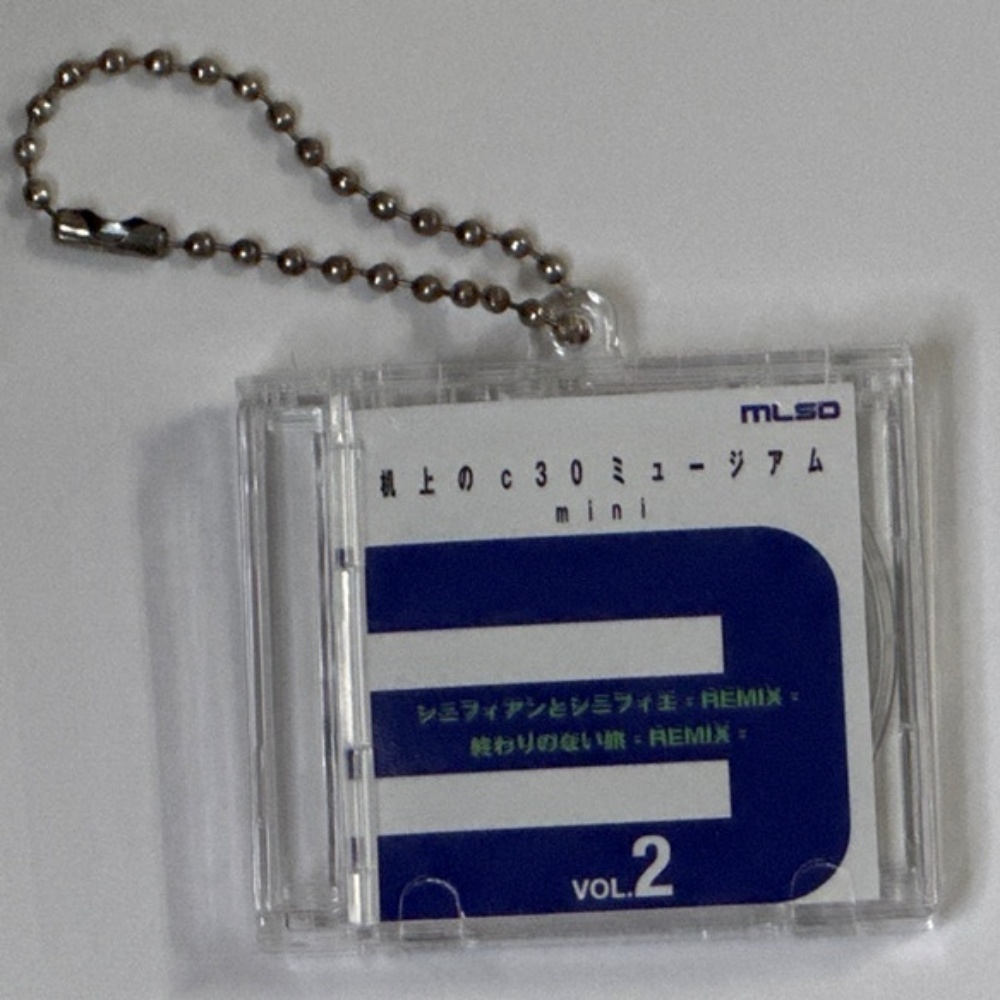 MLSD
机上のc30ミュージアム
mini
シニフィアンとシニフィエ - REMIX -
終わりのない旅 - REMIX -
VOL.2